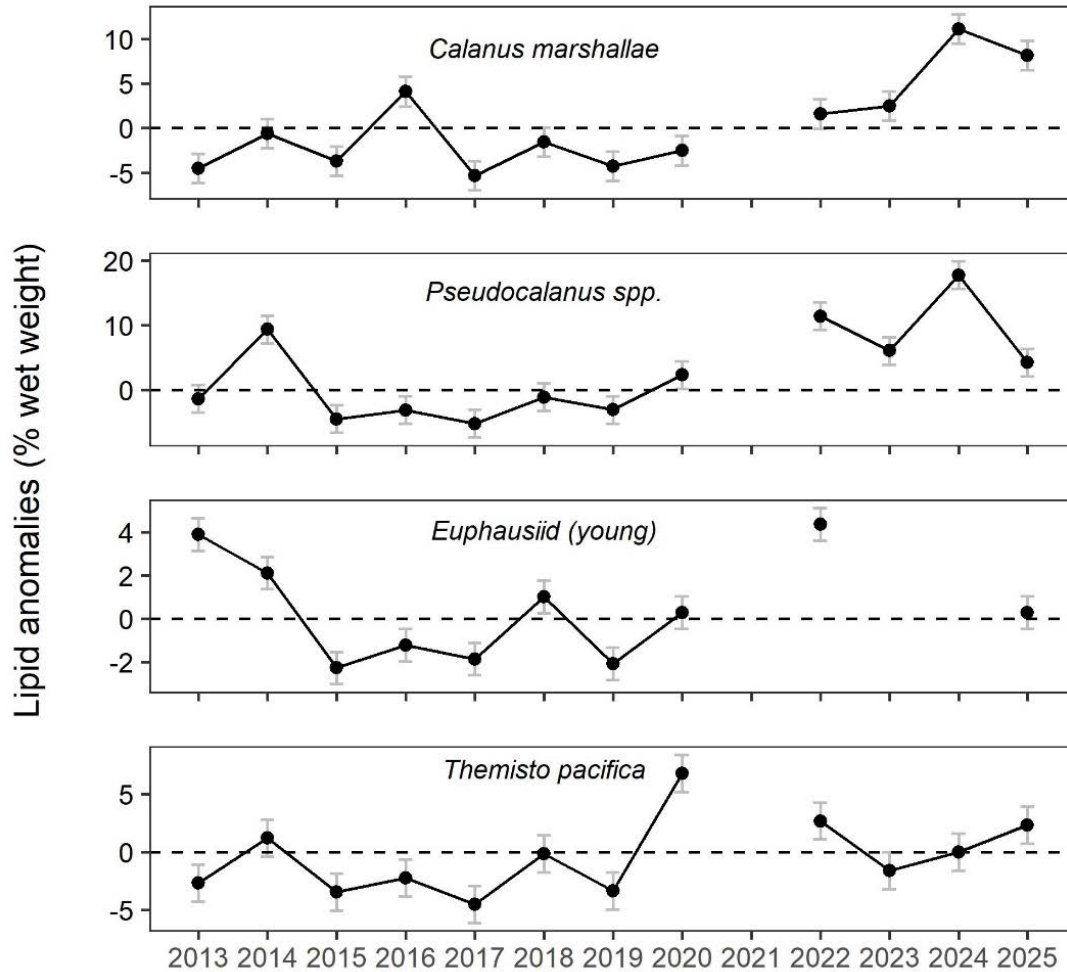 Lipid anomalies (% wet weight)
Calanus marshallae
10
5
0
-5
Pseudocalanus spp.
20
10
0
Euphausiid (young)
4
2
0
-2
Themisto pacifica
5
0
-5
2013 2014 2015 2016 2017 2018 2019 2020 2021 2022 2023 2024 2025